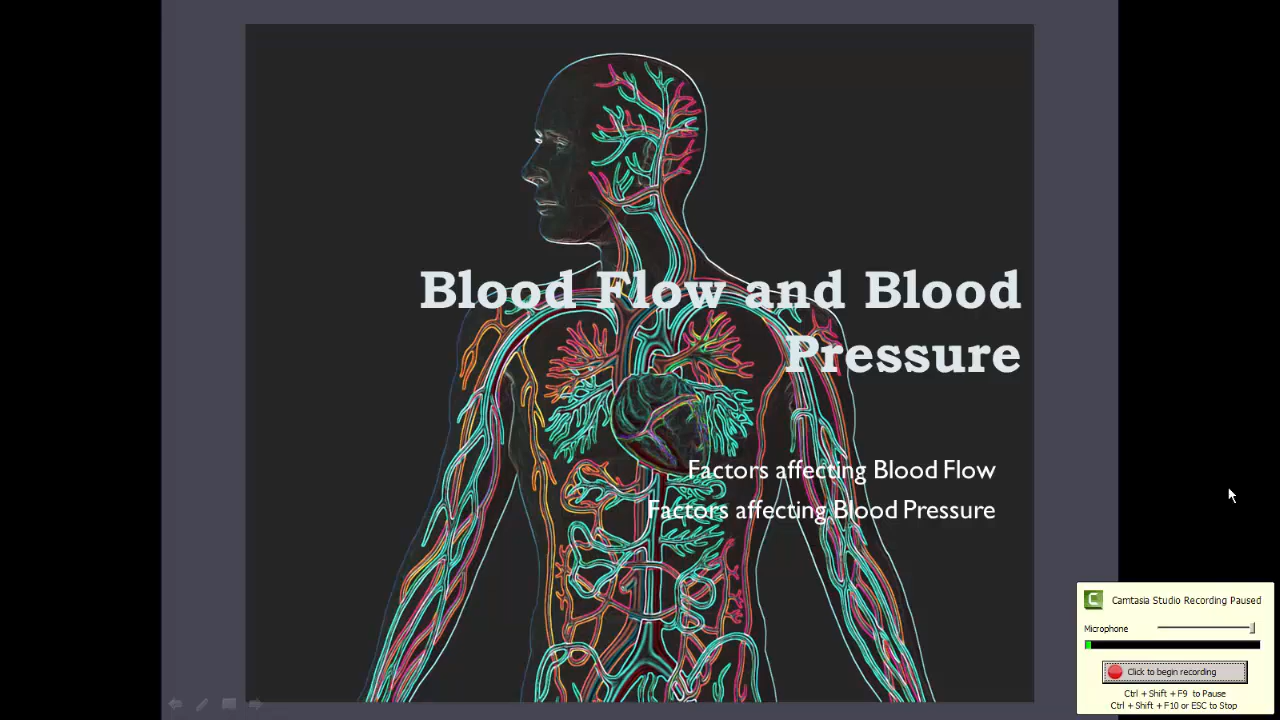 Blood Flow and Blood
Pressure
Factors affecting Blood Flow
Factors affecting Blood Pressure
Camtasia Studio Recording Paused
Microphone
Click to begin recording
Ctrl + Shift + F9 to Pause
Ctrl + Shift + F10 or ESC to Stop